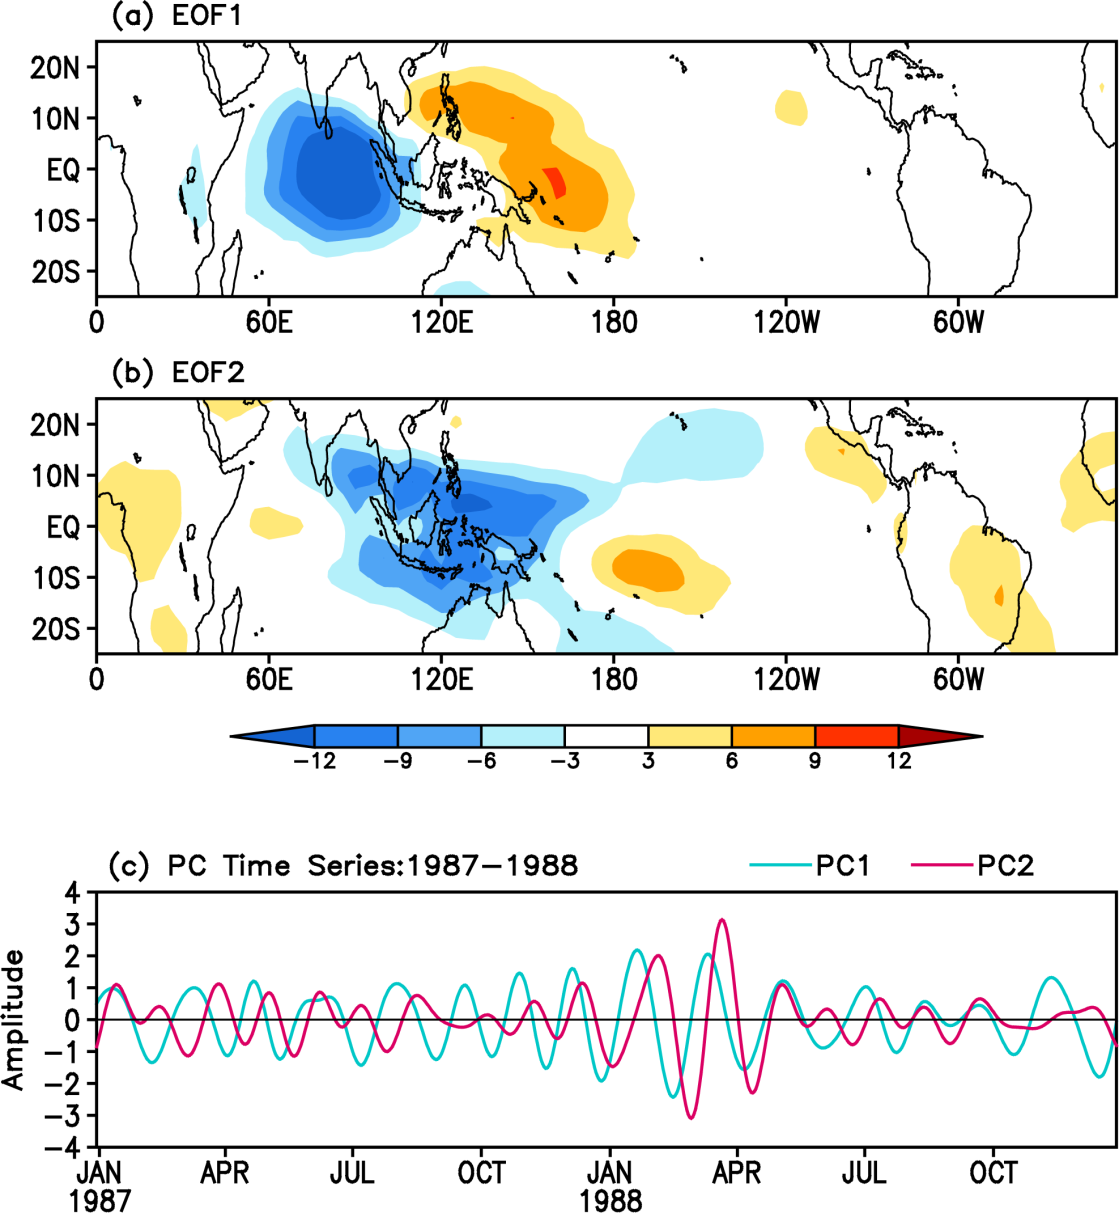 (a) EOF1
20N
10N
EQ
10S
20S
0 60E 120E 180 120W 60W
(b) EOF2
20N
10N
EQ
10S
20S
0 60E 120E 180 120W 60W
−12 −9 −6 −3 3 6 9 12
(c) PC Time Series:1987−1988 PC1 PC2
Amplitude
4
3
2
1
0
−1
−2
−3
−4
JAN APR JUL OCT JAN APR JUL OCT
1987 1988